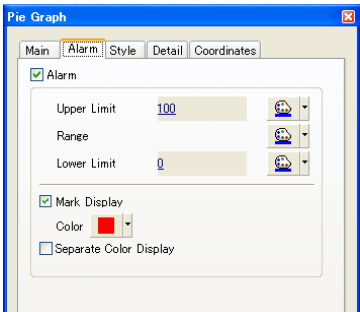 Pie Graph
Main Alarm Style Detail Coordinates
Alarm
Upper Limit 100
Range
Lower Limit 0
Mark Display
Color
Separate Color Display